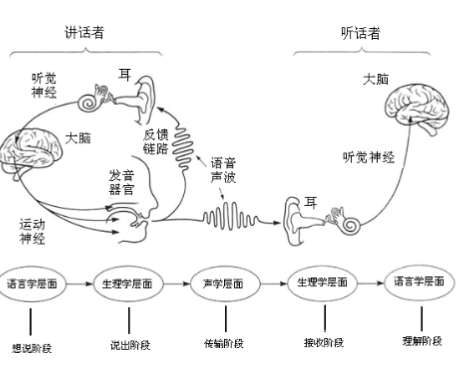 讲话者
听话者
听觉
神经
耳
大脑
大脑
反馈
链路
语音
声波
听觉神经
发音
器官
耳
运动
神经
语言学层面
生理学层面
声学层面
生理学层面
语言学层面
想说阶段
说出阶段
传输阶段
接收阶段
理解阶段